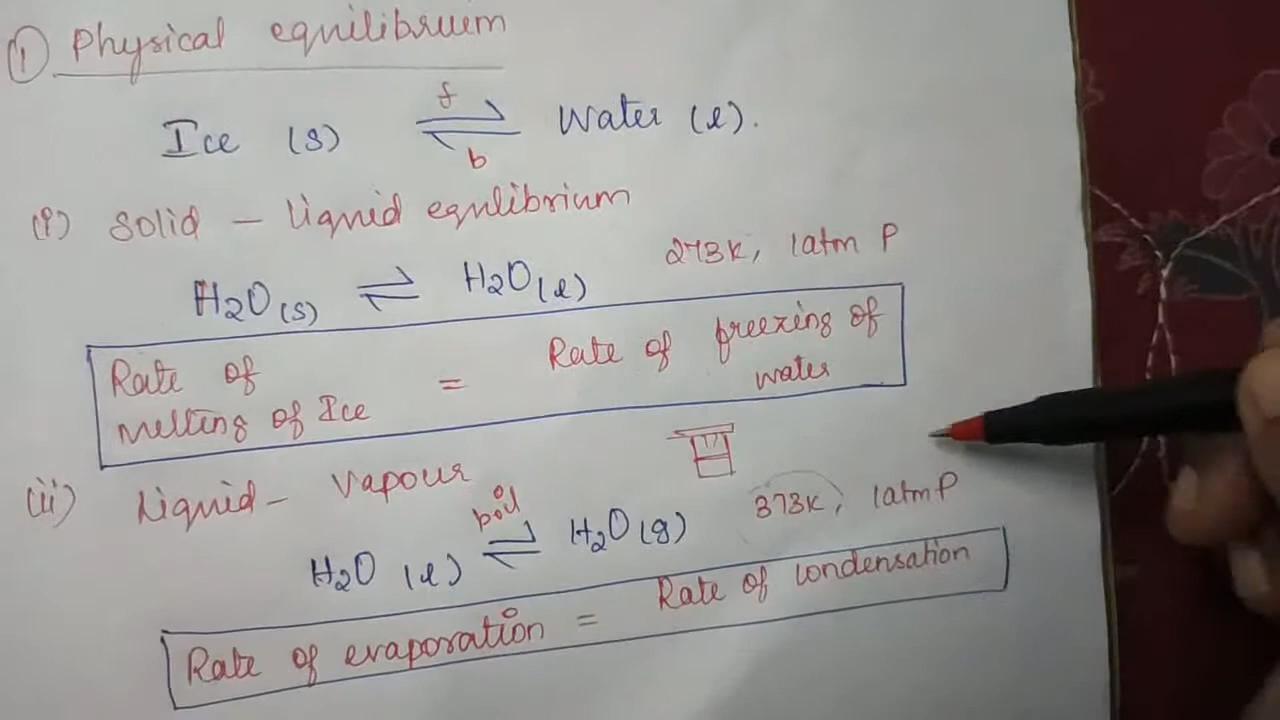 ① Physical equilibrium
f
Ice (s) ⇌ Water (l).
b
(i) Solid – Liquid equilibrium
273K, 1atm P
H2O(s) ⇌ H2O(l)
Rate of melting of Ice = Rate of freezing of water
(ii) Liquid – Vapour
boil
373K, 1atm P
H2O (l) ⇌ H2O (g)
Rate of evaporation = Rate of condensation